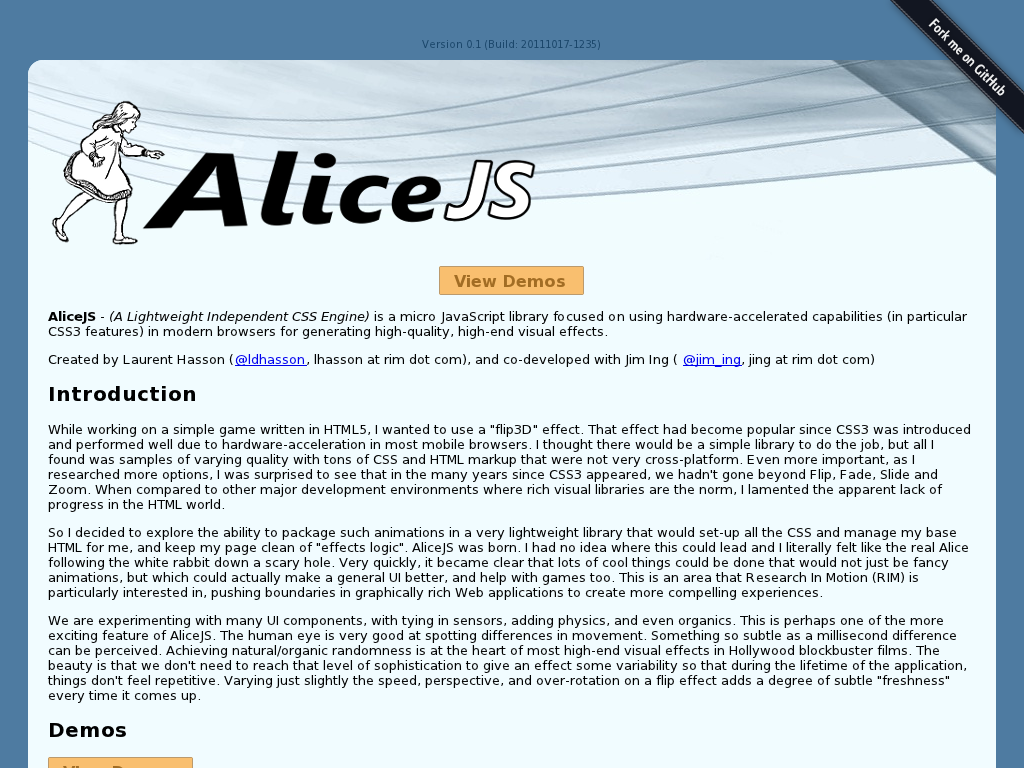 Version 0.1 (Build: 20111017-1235)
Fork me on GitHub
Alice JS
View Demos
AliceJS - (A Lightweight Independent CSS Engine) is a micro JavaScript library focused on using hardware-accelerated capabilities (in particular
CSS3 features) in modern browsers for generating high-quality, high-end visual effects.
Created by Laurent Hasson (@ldhasson, lhasson at rim dot com), and co-developed with Jim Ing ( @jim_ing, jing at rim dot com)
Introduction
While working on a simple game written in HTML5, I wanted to use a "flip3D" effect. That effect had become popular since CSS3 was introduced
and performed well due to hardware-acceleration in most mobile browsers. I thought there would be a simple library to do the job, but all I
found was samples of varying quality with tons of CSS and HTML markup that were not very cross-platform. Even more important, as I
researched more options, I was surprised to see that in the many years since CSS3 appeared, we hadn't gone beyond Flip, Fade, Slide and
Zoom. When compared to other major development environments where rich visual libraries are the norm, I lamented the apparent lack of
progress in the HTML world.
So I decided to explore the ability to package such animations in a very lightweight library that would set-up all the CSS and manage my base
HTML for me, and keep my page clean of "effects logic". AliceJS was born. I had no idea where this could lead and I literally felt like the real Alice
following the white rabbit down a scary hole. Very quickly, it became clear that lots of cool things could be done that would not just be fancy
animations, but which could actually make a general UI better, and help with games too. This is an area that Research In Motion (RIM) is
particularly interested in, pushing boundaries in graphically rich Web applications to create more compelling experiences.
We are experimenting with many UI components, with tying in sensors, adding physics, and even organics. This is perhaps one of the more
exciting feature of AliceJS. The human eye is very good at spotting differences in movement. Something so subtle as a millisecond difference
can be perceived. Achieving natural/organic randomness is at the heart of most high-end visual effects in Hollywood blockbuster films. The
beauty is that we don't need to reach that level of sophistication to give an effect some variability so that during the lifetime of the application,
things don't feel repetitive. Varying just slightly the speed, perspective, and over-rotation on a flip effect adds a degree of subtle "freshness"
every time it comes up.
Demos
View Demos